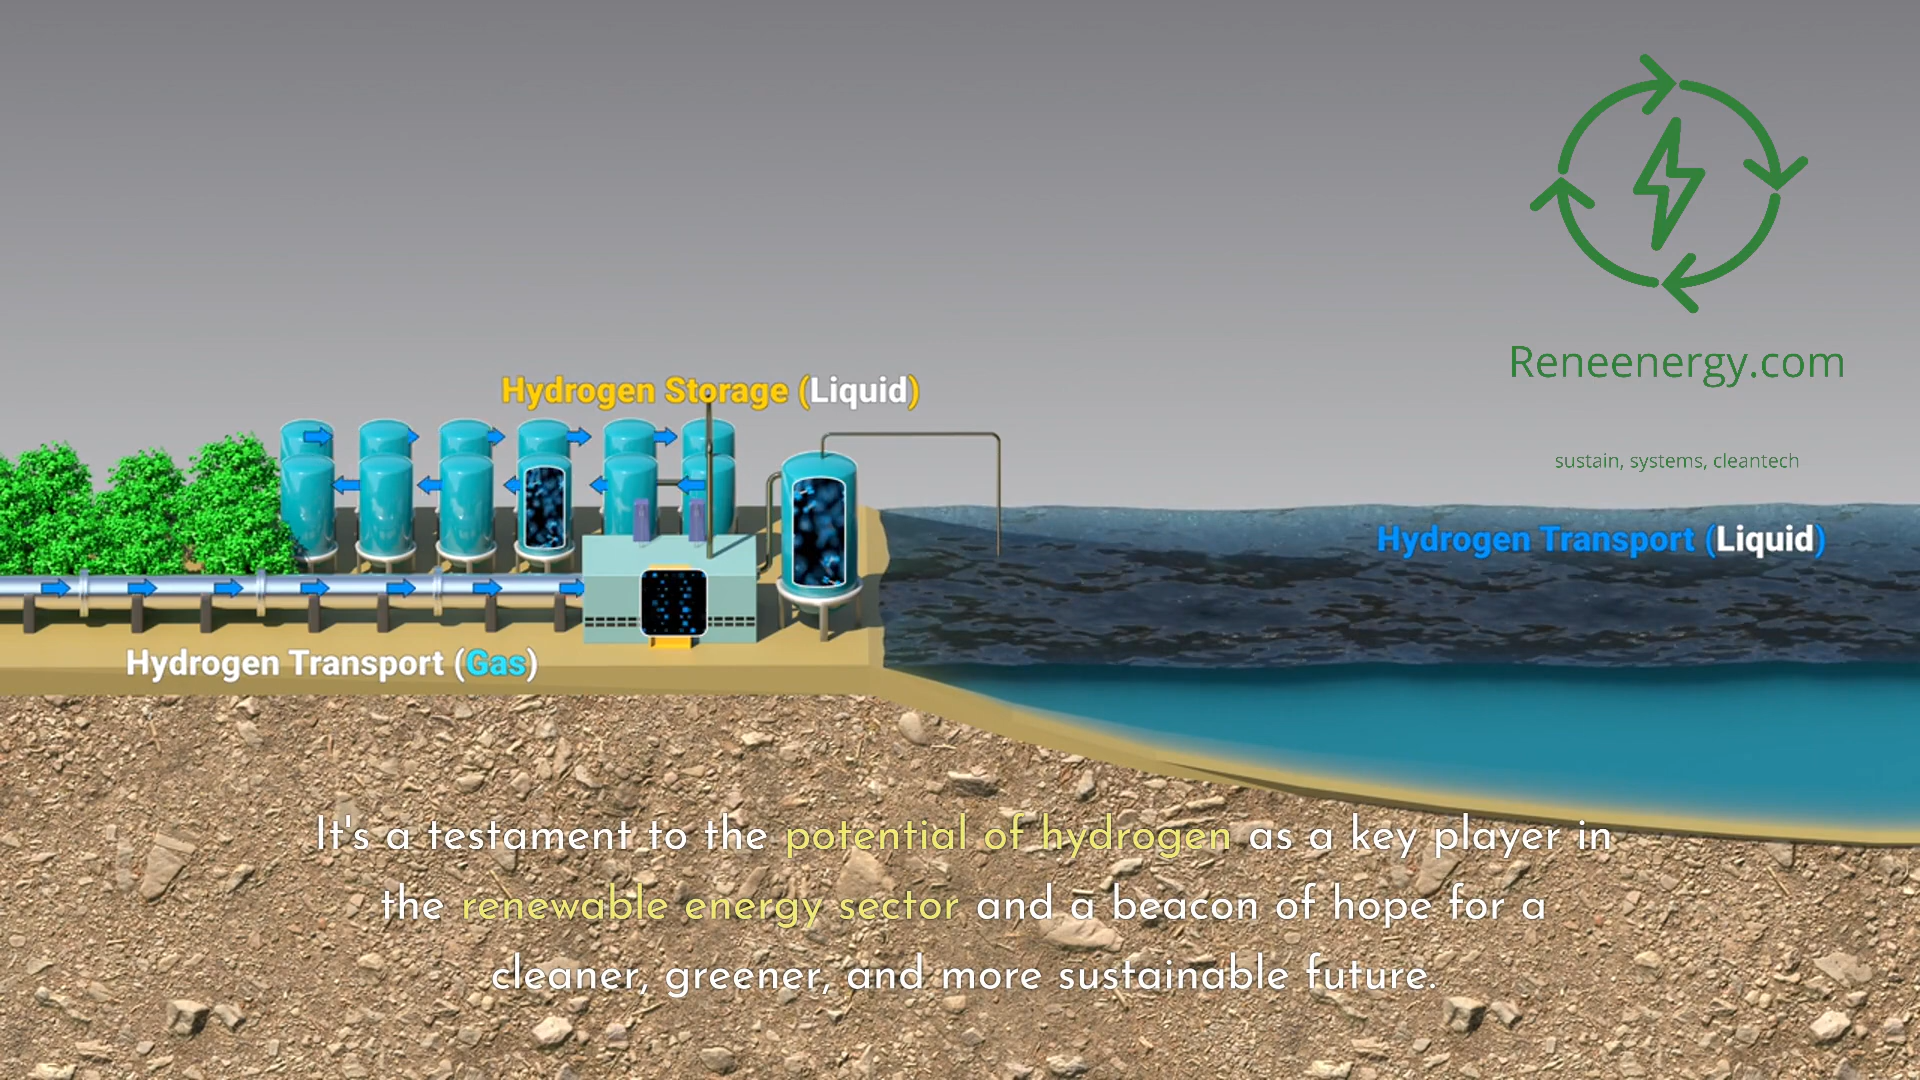 Reneenergy.com
Hydrogen Storage (Liquid)
sustain, systems, cleantech
Hydrogen Transport (Liquid)
Hydrogen Transport (Gas)
It's a testament to the potential of hydrogen as a key player in
the renewable energy sector and a beacon of hope for a
cleaner, greener, and more sustainable future.